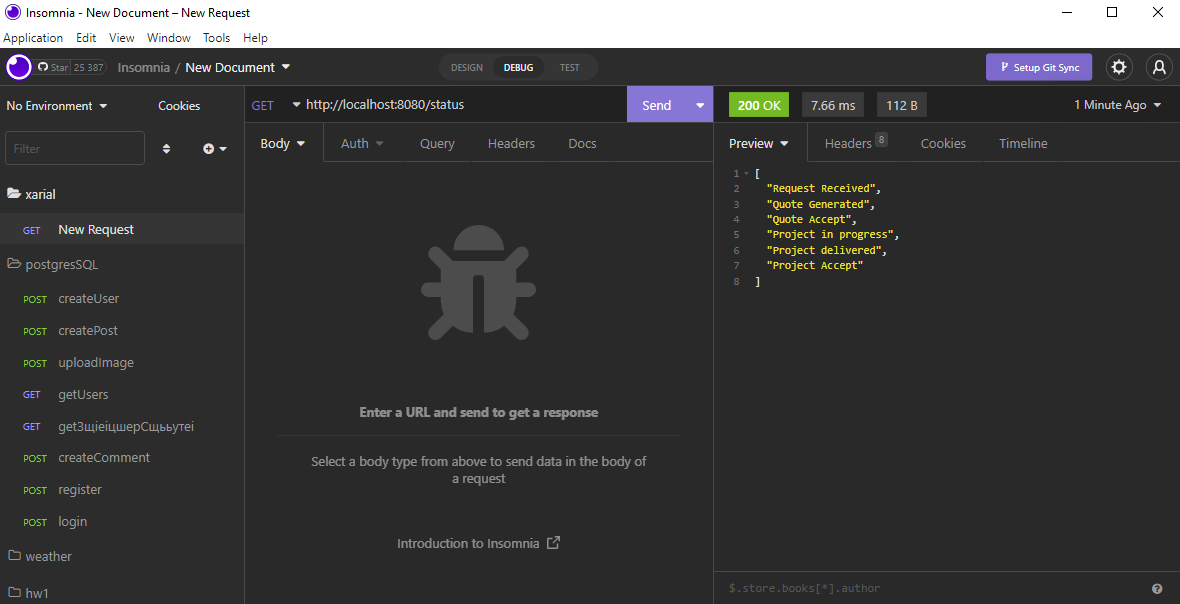 Insomnia - New Document – New Request
Application Edit View Window Tools Help
Star 25 387 Insomnia / New Document DESIGN DEBUG TEST Setup Git Sync
No Environment Cookies
GET http://localhost:8080/status Send
200 OK 7.66 ms 112 B 1 Minute Ago
Filter
Body Auth Query Headers Docs
Preview Headers 8 Cookies Timeline
xarial
GET New Request
postgresSQL
POST createUser
POST createPost
POST uploadImage
GET getUsers
GET getЗщіеіцшерСщььутеі
POST createComment
POST register
POST login
weather
hw1
Enter a URL and send to get a response
Select a body type from above to send data in the body of
a request
Introduction to Insomnia
1 [
2 "Request Received",
3 "Quote Generated",
4 "Quote Accept",
5 "Project in progress",
6 "Project delivered",
7 "Project Accept"
8 ]
$.store.books[*].author